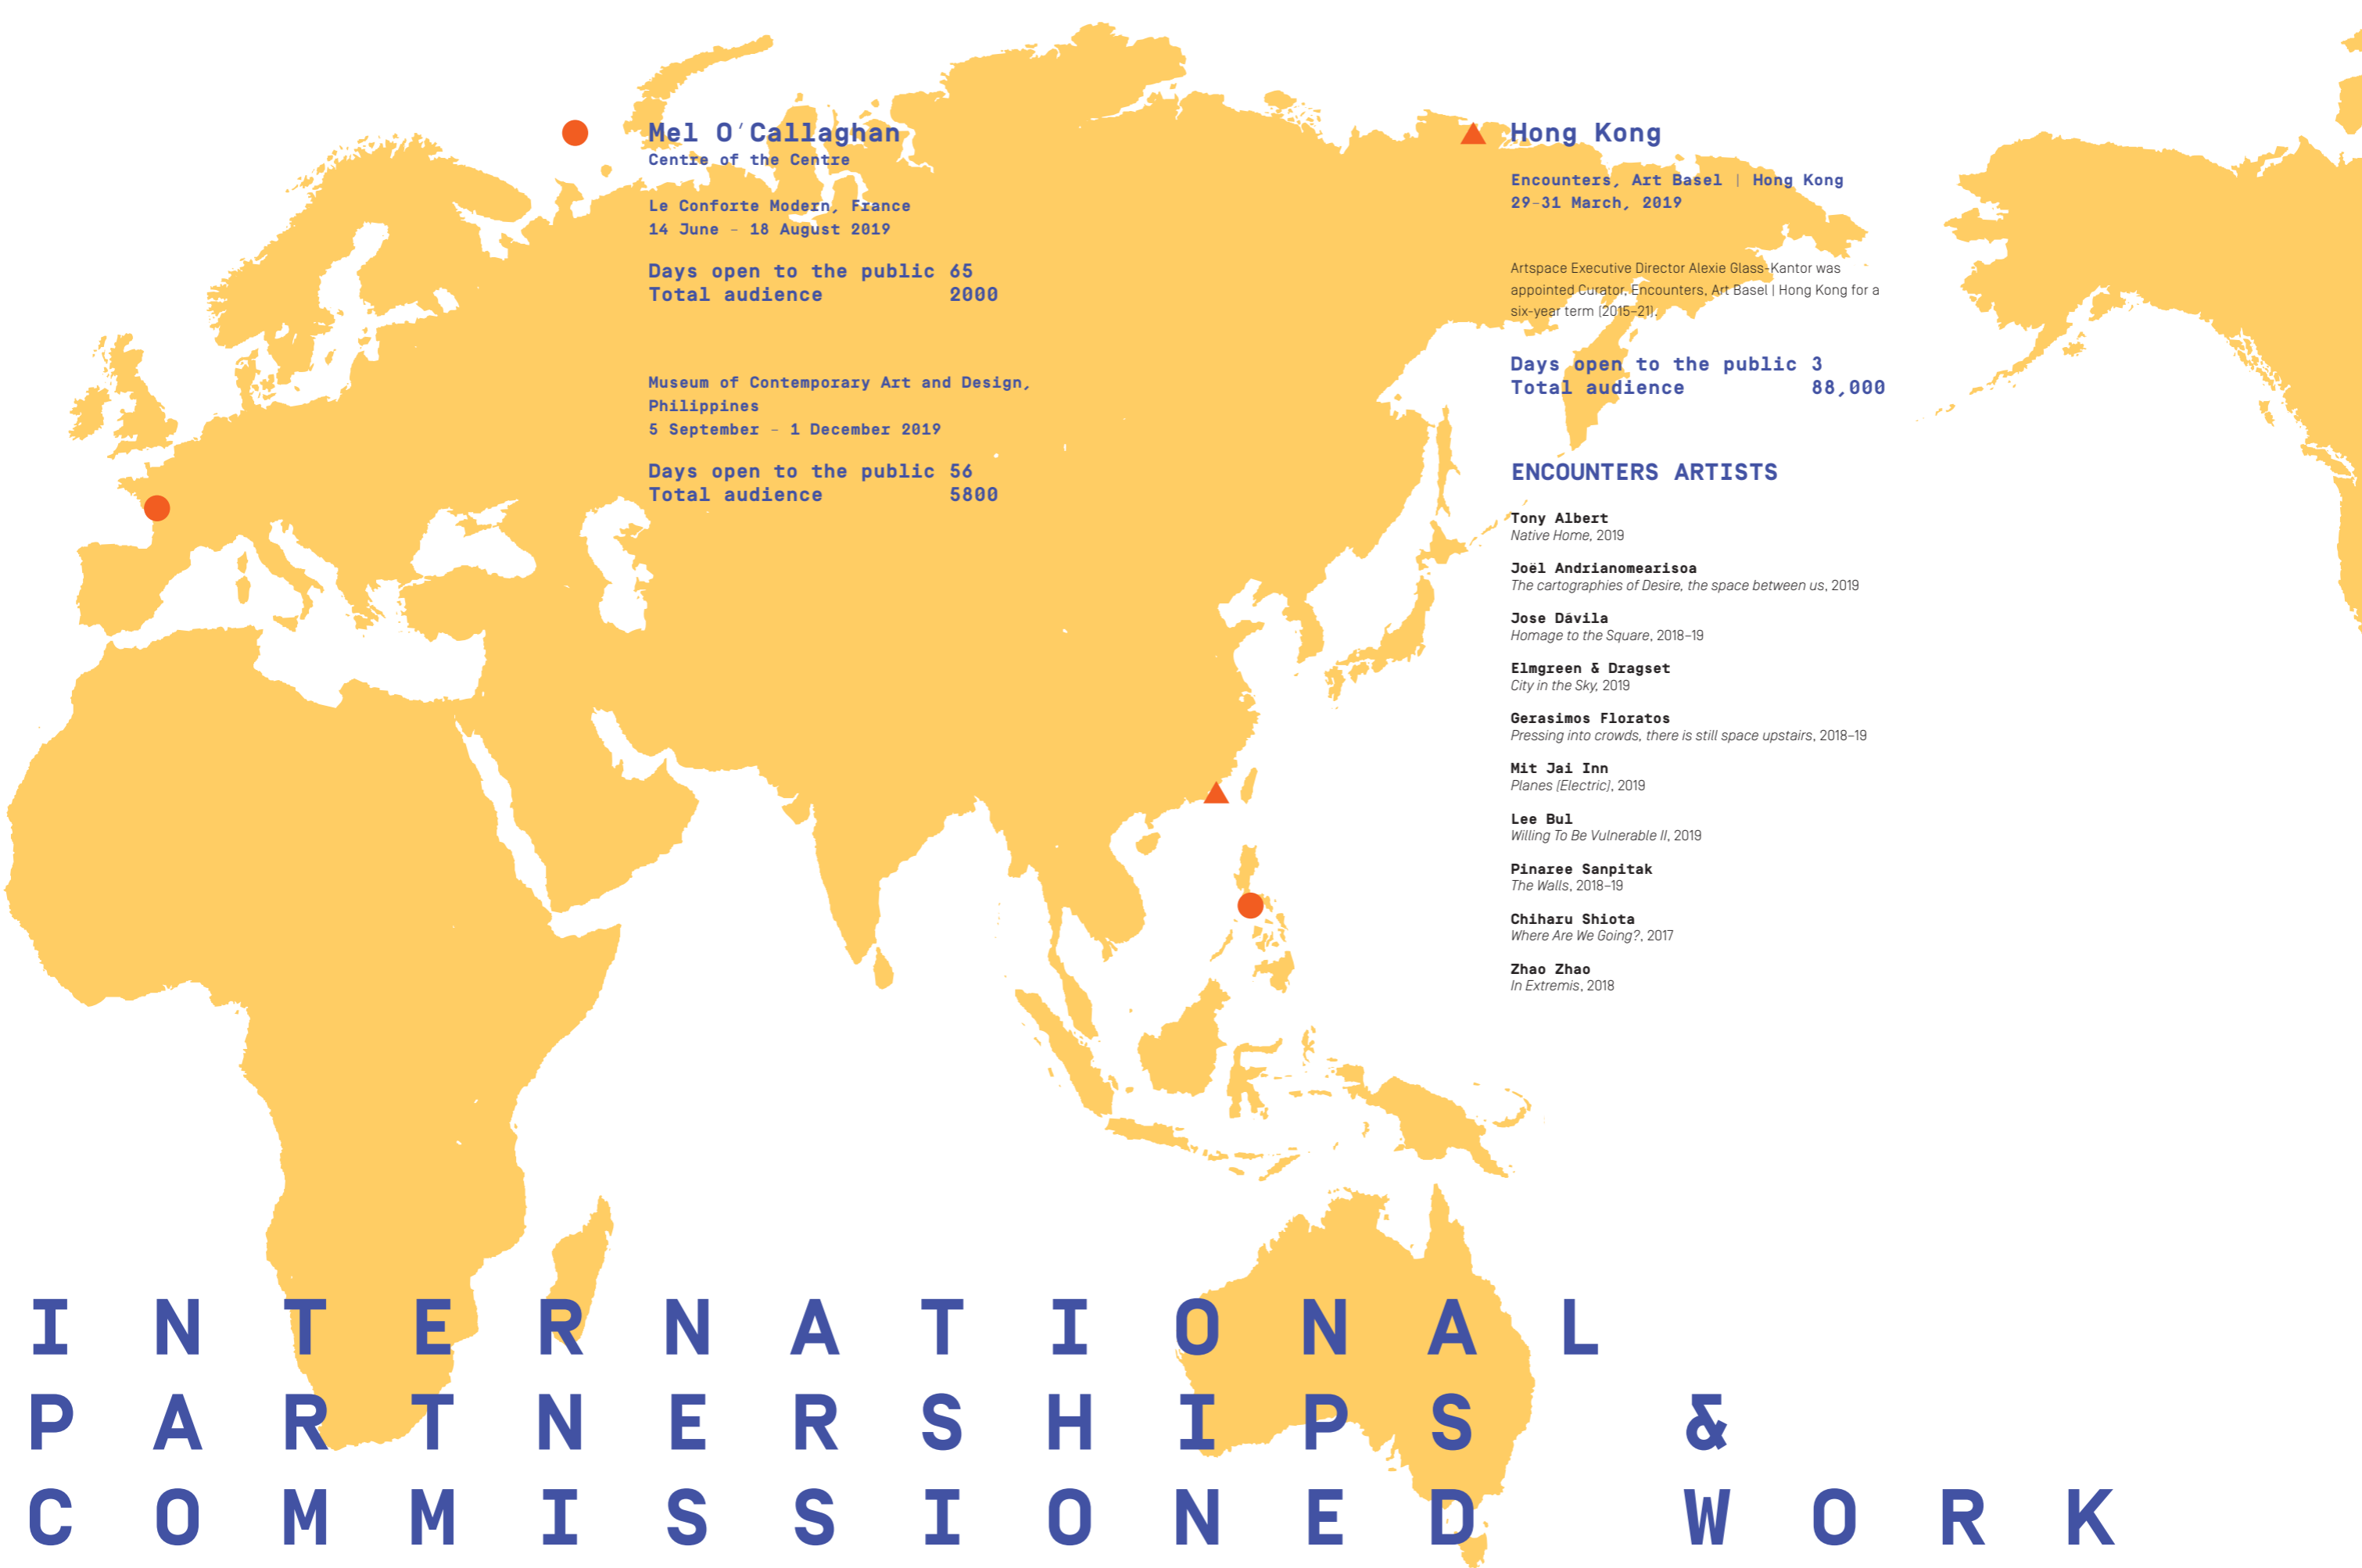 Mel O'Callaghan
Centre of the Centre
Le Conforte Modern, France
14 June – 18 August 2019
Days open to the public 65
Total audience 2000
Museum of Contemporary Art and Design,
Philippines
5 September – 1 December 2019
Days open to the public 56
Total audience 5800
Hong Kong
Encounters, Art Basel | Hong Kong
29–31 March, 2019
Artspace Executive Director Alexie Glass-Kantor was
appointed Curator, Encounters, Art Basel | Hong Kong for a
six-year term (2015–21).
Days open to the public 3
Total audience 88,000
ENCOUNTERS ARTISTS
Tony Albert
Native Home, 2019
Joël Andrianomearisoa
The cartographies of Desire, the space between us, 2019
Jose Dávila
Homage to the Square, 2018–19
Elmgreen & Dragset
City in the Sky, 2019
Gerasimos Floratos
Pressing into crowds, there is still space upstairs, 2018–19
Mit Jai Inn
Planes (Electric), 2019
Lee Bul
Willing To Be Vulnerable II, 2019
Pinaree Sanpitak
The Walls, 2018–19
Chiharu Shiota
Where Are We Going?, 2017
Zhao Zhao
In Extremis, 2018
INTERNATIONAL
PARTNERSHIPS &
COMMISSIONED WORK